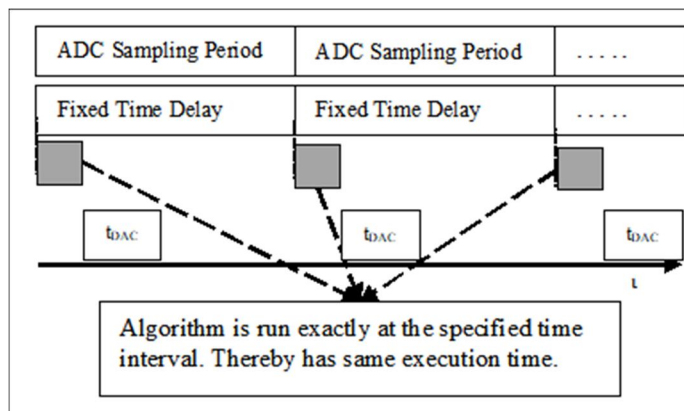 ADC Sampling Period ADC Sampling Period . . . . .
Fixed Time Delay Fixed Time Delay . . . . .
tDAC tDAC tDAC
Algorithm is run exactly at the specified time
interval. Thereby has same execution time.